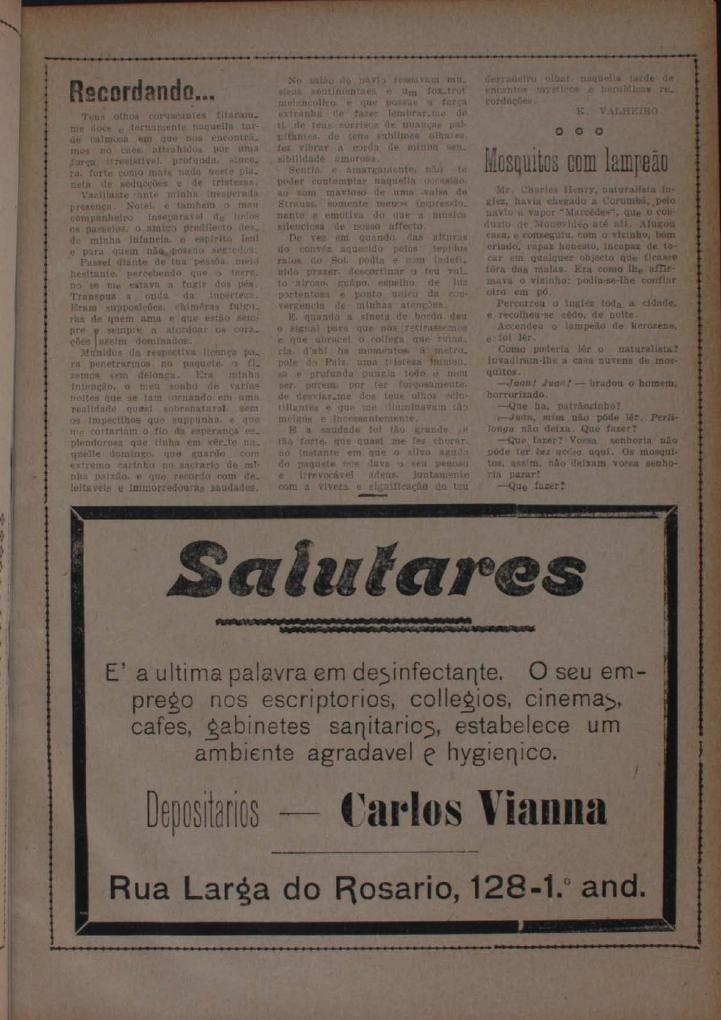 Recordando...
Teus olhos coruscantes fitaram-
me doce e ternamente naquella tar-
de calmosa em que nos encontrá-
mos no cáes, attrahidos por uma
força irresistivel, profunda, since-
ra, forte como mais nada neste pla-
neta de seducções e de tristezas.
Vacillaste ante minha inesperada
presença. Notei e tambem o meu
companheiro inseparavel de todos
os passeios, o amigo predilecto des-
de minha infancia, o espirito leal
e para quem não posso segredos.
Passei diante de tua pessôa, meio
hesitante, percebendo que o terre-
no se me estava a fugir dos pés.
Transpuz a onda da incerteza.
Eram supposições, chiméras fulgu-
rias de quem ama e que estão sem-
pre e sempre a atordoar os cora-
ções assim dominados.
Munidos da respectiva licença pa-
ra penetrarmos no paquete, o fi-
zemos sem delonga. Era minha
intenção, o meu sonho de varias
noites que se iam tornando em uma
realidade quasi sobrenatural, sem
os impecilhos que suppunha, e que
me cortariam o fio da esperança es-
plendorosa que tinha em vêr-te na-
quelle domingo, que guardo com
extremo carinho no sacrario de mi-
nha paixão, e que recordo com de-
leitaveis e immorredouras saudades.
No salão do navio resoavam mu-
sicas sentimentaes e um fox-trot
melancolico, e que possue a força
extranha de fazer lembrar-me de
ti, de teus sorrisos de nuanças pal-
pitantes, de teus sublimes olhares,
fez vibrar a corda de minha sen-
sibilidade amorosa.
Sentia, e amargamente, não te
poder contemplar naquella occasião,
ao som mavioso de uma valsa de
Strauss, somente menos impressio-
nante e emotiva do que a musica
silenciosa de nosso affecto.
De vez em quando, das alturas
do convéz aquecido pelos tepidos
raios do Sol, podia e com indefi-
nido prazer, descortinar o teu vul-
to airoso, guapo, espelho de luz
portentosa e ponto unico da con-
vergencia de minhas atenções.
E, quando a sineta de bordo deu
o signal para que nos retirassemos
e que abracei o collega que ruma-
ria, d'ahi ha momentos, á metro-
pole do Paiz, uma tristeza immen-
sa e profunda pungia todo o meu
ser, porem, por ter forçosamente,
de desviar-me dos teus olhos scin-
tillantes e que me illuminavam tão
meigos e incessantemente.
E a saudade foi tão grande e
tão forte, que quasi me fez chorar,
no instante em que o silvo agudo
do paquete nos dava o seu penoso
e irrevocavel adeus, juntamente
com a viveza e significação do teu
derradeiro olhar, naquella tarde de
encantos mysticos e
cordações.
K. VALHEIRO.
o o o
Mosquitos com lampeão
Mr. Charles Henry, naturalista in-
glez, havia chegado a Corumbá, pelo
navio a vapor "Marcêdes", que o con-
duzio de Montevidéo até ali. Alugou
casa, e conseguiu, com o vizinho, bom
criado, rapaz honesto, incapaz de to-
car em qualquer objecto que ficasse
fóra das malas. Era como lhe affir-
mava o vizinho: podia-se lhe confiar
oiro em pó.
Percorreu o inglez toda a cidade,
e recolheu-se cêdo, de noite.
Accendeu o lampeão de kerozene,
e foi lêr.
Como poderia lêr o naturalista?
Invadiram-lhe a casa nuvens de mos-
quitos.
—Juan! Juan! — bradou o homem,
horrorizado.
—Que ha, patrãozinho?
—Juan, mim não póde lêr. Perli-
longo não deixa. Que fazer?
—Que fazer? Vossa senhoria não
póde ter luz accêsa aqui. Os mosqui-
tos, assim, não deixam vossa senho-
ria parar!
—Que fazer?
Salutares
E' a ultima palavra em desinfectante. O seu em-
prego nos escriptorios, collegios, cinemas,
cafes, gabinetes sanitarios, estabelece um
ambiente agradavel e hygienico.
Depositarios — Carlos Vianna
Rua Larga do Rosario, 128-1.º and.